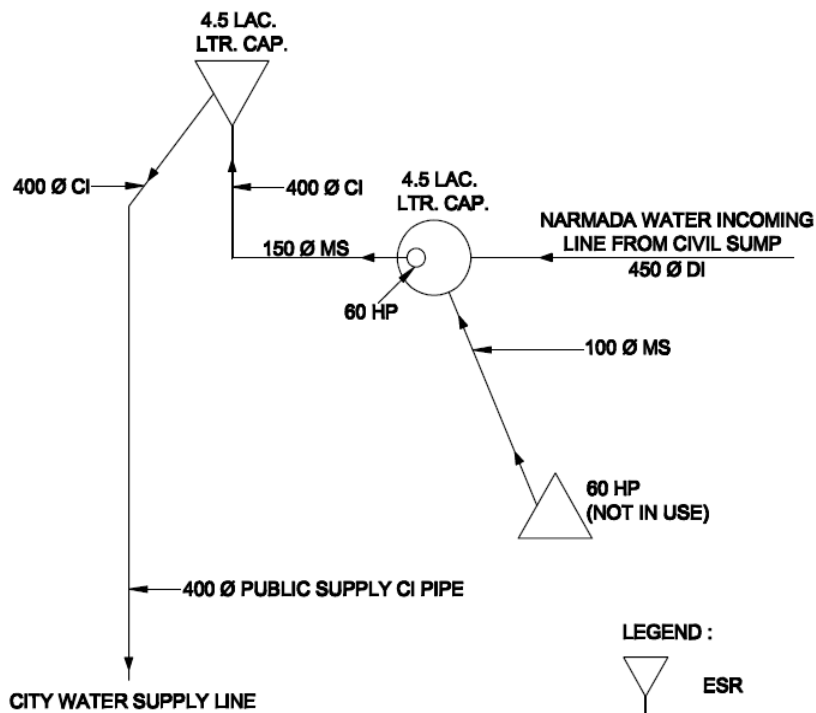 4.5 LAC.
LTR. CAP.
400 Ø CI
400 Ø CI
4.5 LAC.
LTR. CAP.
NARMADA WATER INCOMING
LINE FROM CIVIL SUMP
450 Ø DI
150 Ø MS
60 HP
100 Ø MS
60 HP
(NOT IN USE)
400 Ø PUBLIC SUPPLY CI PIPE
CITY WATER SUPPLY LINE
LEGEND :
ESR